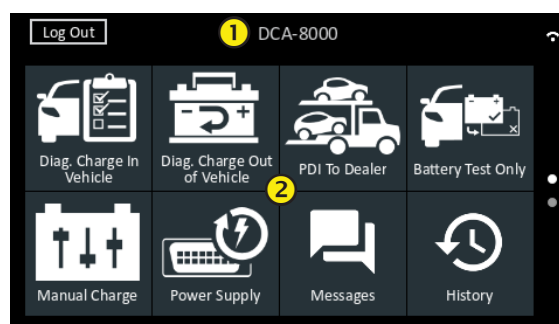 Log Out
1
DCA-8000
Diag. Charge In
Vehicle
Diag. Charge Out
of Vehicle
PDI To Dealer
Battery Test Only
2
Manual Charge
Power Supply
Messages
History